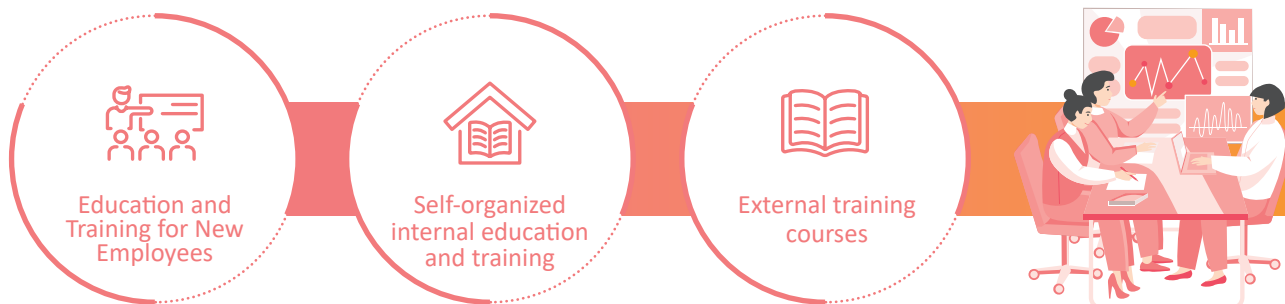 Education and
Training for New
Employees
Self-organized
internal education
and training
External training
courses